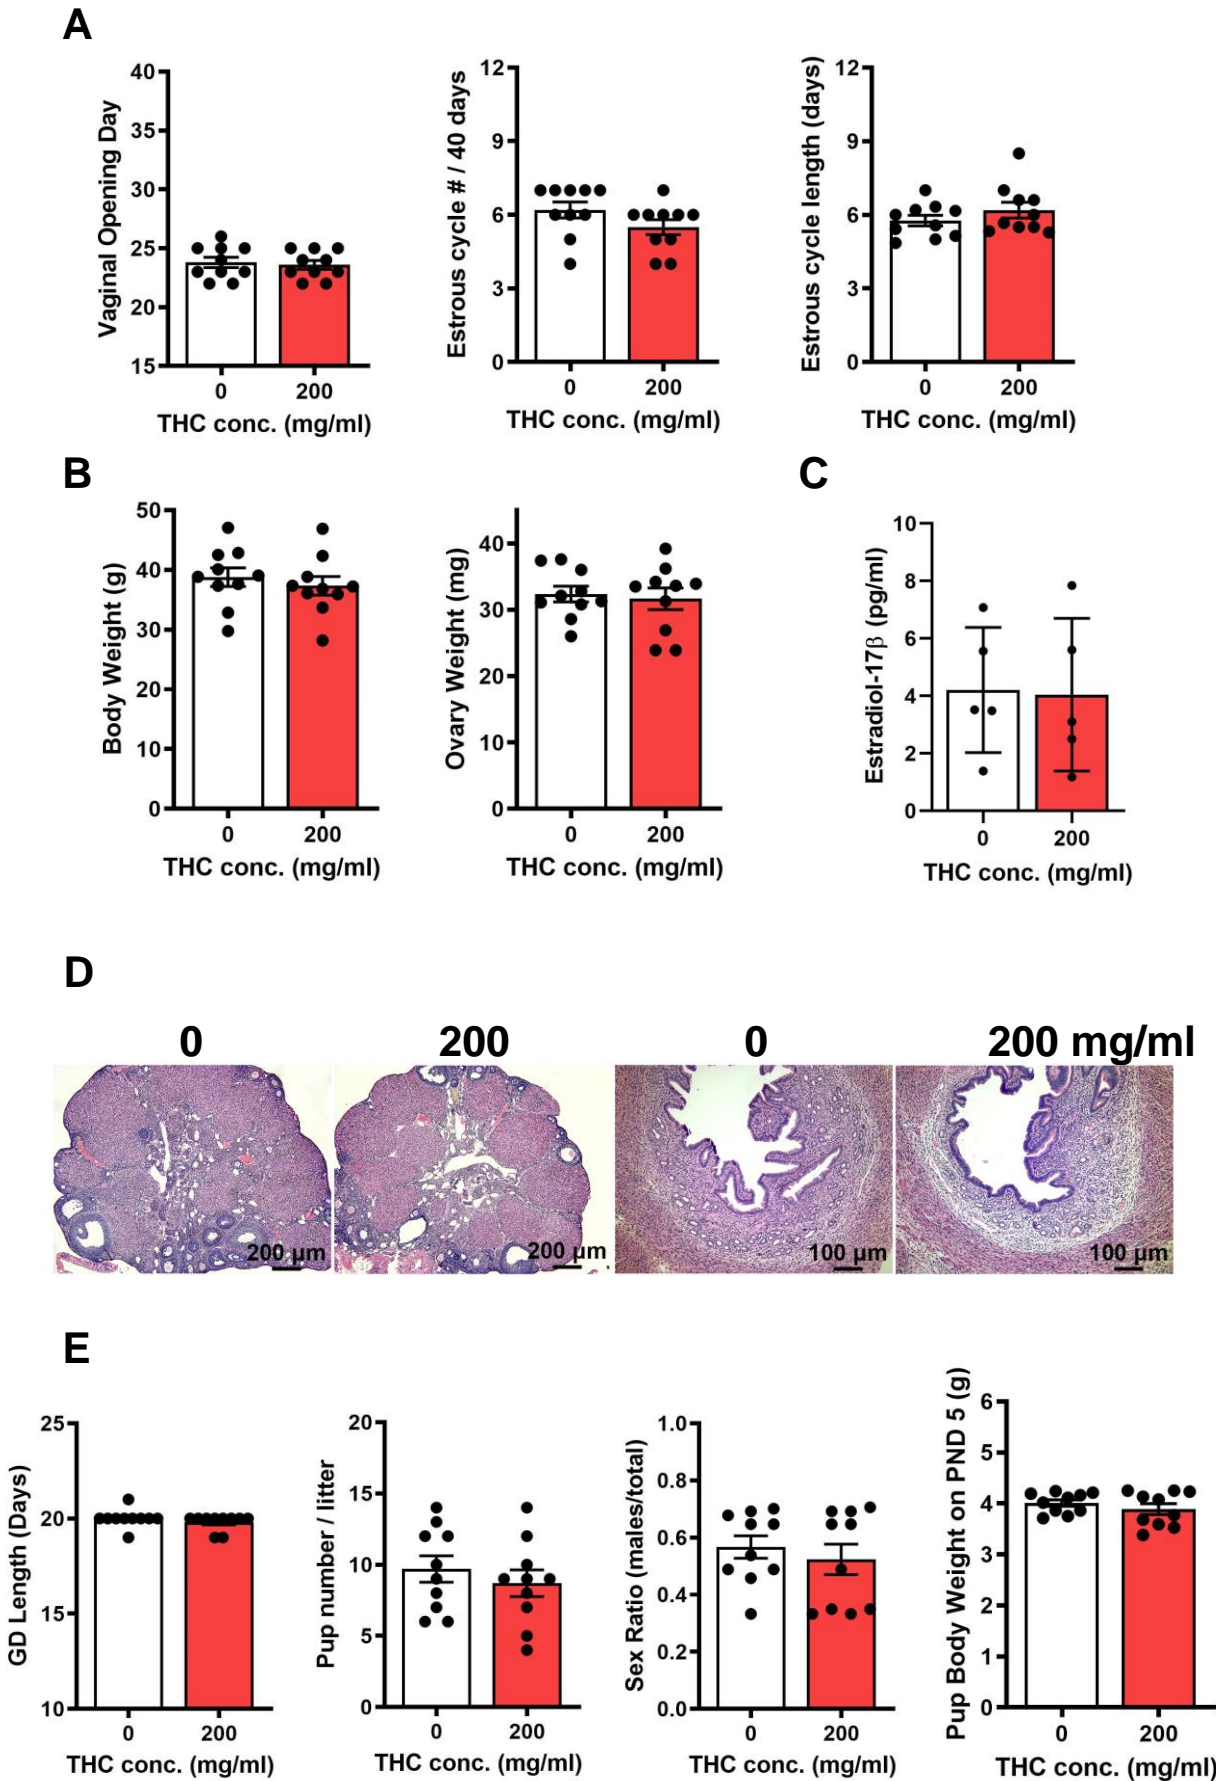 A
Vaginal Opening Day
40
35
30
25
20
15
0 200
THC conc. (mg/ml)
Estrous cycle # / 40 days
12
9
6
3
0
0 200
THC conc. (mg/ml)
Estrous cycle length (days)
12
9
6
3
0
0 200
THC conc. (mg/ml)
B
Body Weight (g)
50
40
30
20
10
0
0 200
THC conc. (mg/ml)
Ovary Weight (mg)
40
30
20
10
0
0 200
THC conc. (mg/ml)
C
Estradiol-17β (pg/ml)
10
8
6
4
2
0
0 200
THC conc. (mg/ml)
D
0 200 0 200 mg/ml
200 μm 200 μm 100 μm 100 μm
E
GD Length (Days)
25
20
15
10
0 200
THC conc. (mg/ml)
Pup number / litter
20
15
10
5
0
0 200
THC conc. (mg/ml)
Sex Ratio (males/total)
1.0
0.8
0.6
0.4
0.2
0.0
0 200
THC conc. (mg/ml)
Pup Body Weight on PND 5 (g)
6
5
4
3
2
1
0
0 200
THC conc. (mg/ml)